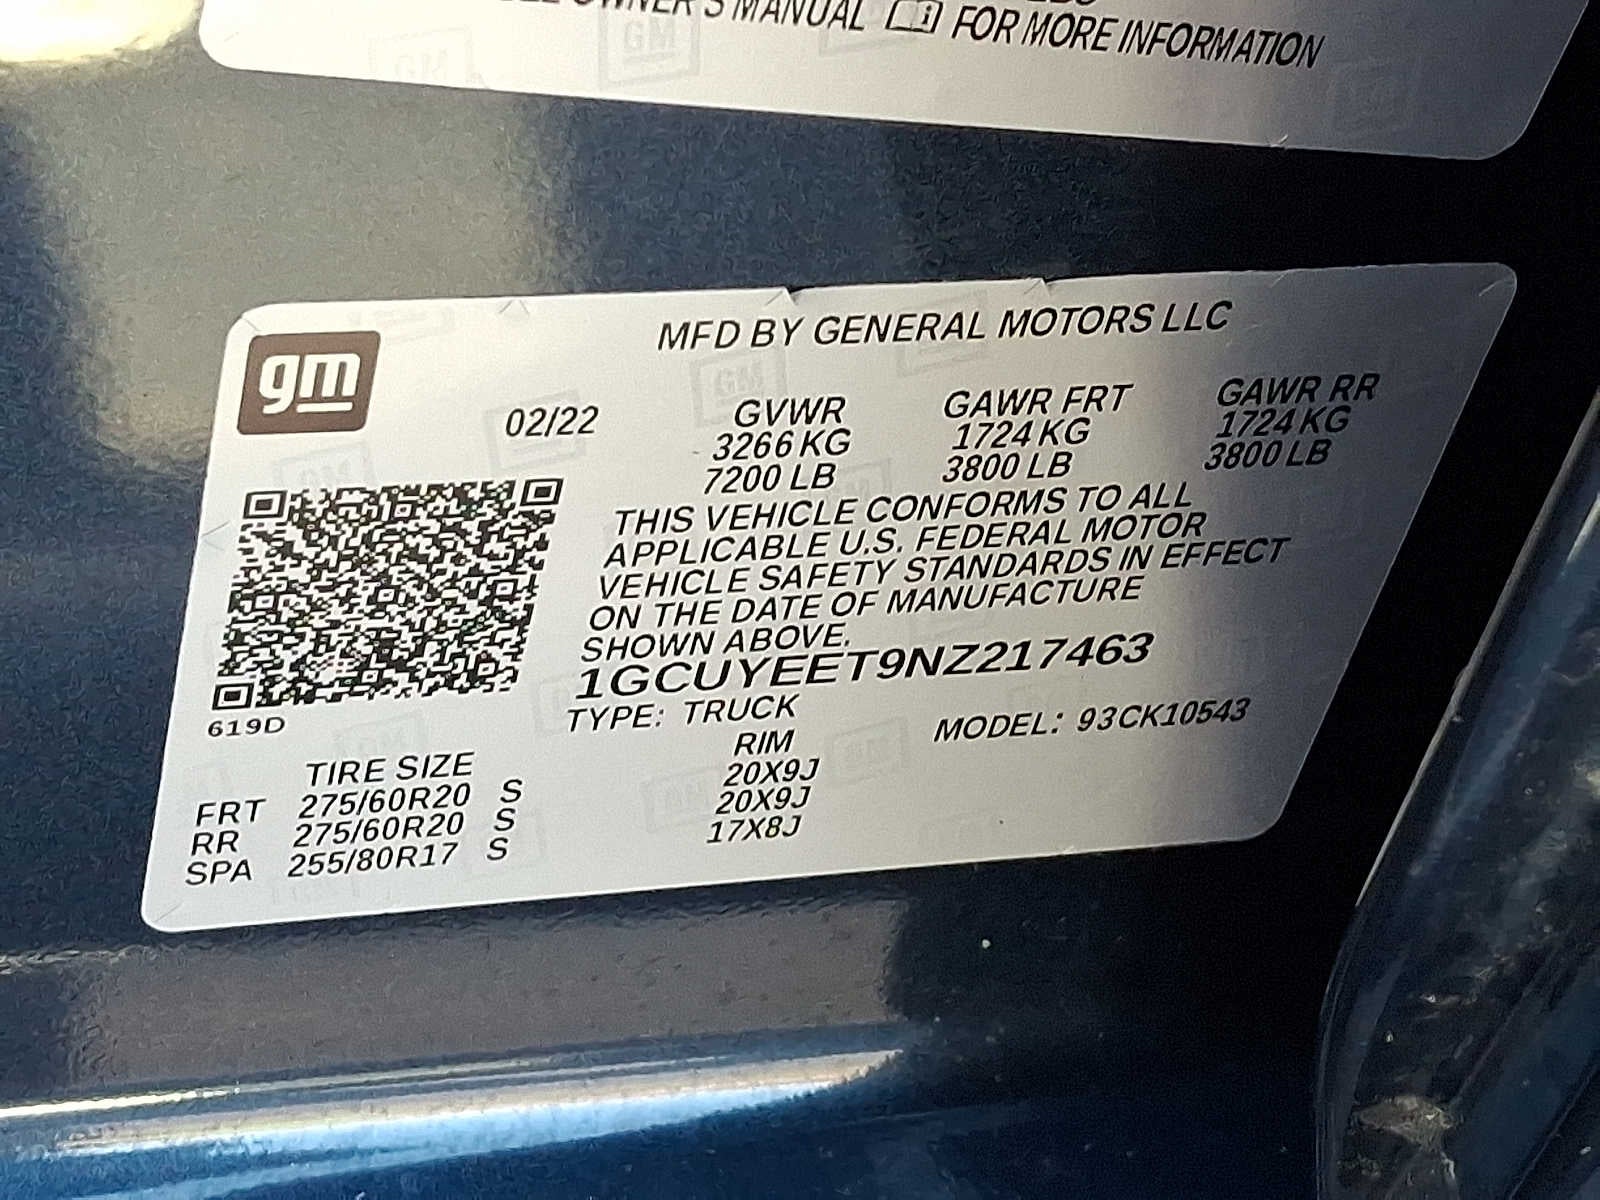 OWNER'S MANUAL FOR MORE INFORMATION
gm
MFD BY GENERAL MOTORS LLC
02/22 GVWR GAWR FRT GAWR RR
3266 KG 1724 KG 1724 KG
7200 LB 3800 LB 3800 LB
THIS VEHICLE CONFORMS TO ALL
APPLICABLE U.S. FEDERAL MOTOR
VEHICLE SAFETY STANDARDS IN EFFECT
ON THE DATE OF MANUFACTURE
SHOWN ABOVE.
1GCUYEET9NZ217463
619D
TYPE: TRUCK MODEL: 93CK10543
TIRE SIZE RIM
FRT 275/60R20 S 20X9J
RR 275/60R20 S 20X9J
SPA 255/80R17 S 17X8J